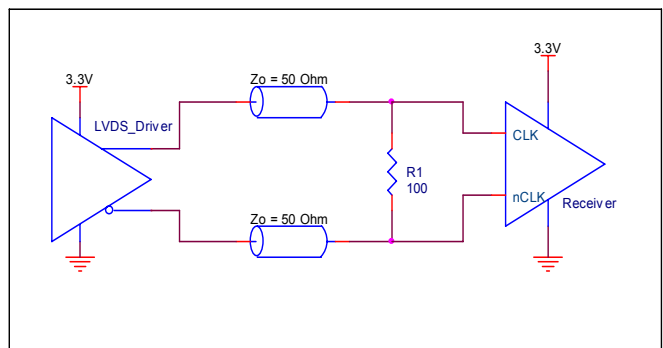 Zo = 50 Ohm
3.3V
3.3V
LVDS_Driver
CLK
R1
100
nCLK
Receiver
Zo = 50 Ohm